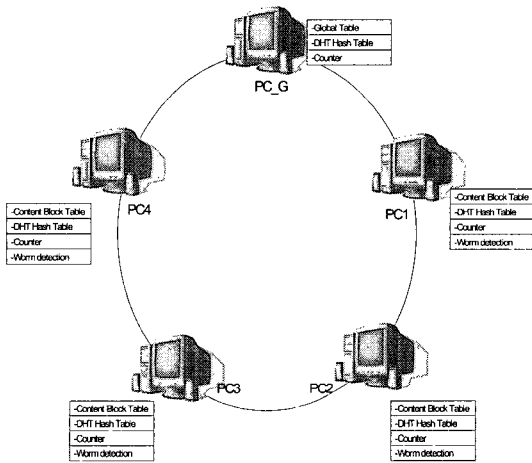 -Global Table
-DHT Hash Table
-Counter
PC_G
-Content Block Table
-DHT Hash Table
-Counter
-Worm detection
PC4
PC1
-Content Block Table
-DHT Hash Table
-Counter
-Worm detection
PC3
PC2
-Content Block Table
-DHT Hash Table
-Counter
-Worm detection
-Content Block Table
-DHT Hash Table
-Counter
-Worm detection